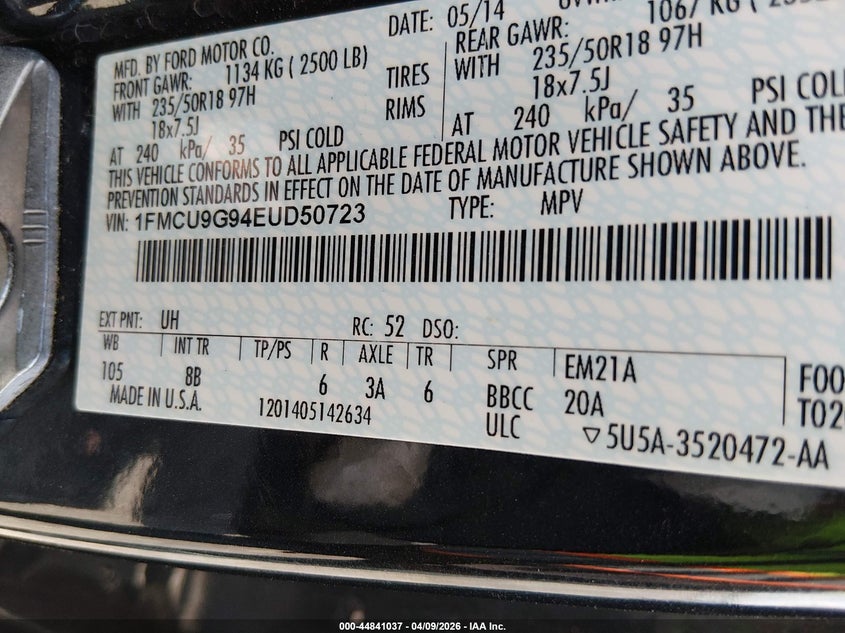 MFD. BY FORD MOTOR CO. DATE: 05/14
FRONT GAWR: 1134 KG ( 2500 LB) REAR GAWR: 1067 KG
WITH 235/50R18 97H TIRES WITH 235/50R18 97H
18x7.5J RIMS 18x7.5J
AT 240 kPa/ 35 PSI COLD AT 240 kPa/ 35 PSI COLD
THIS VEHICLE CONFORMS TO ALL APPLICABLE FEDERAL MOTOR VEHICLE SAFETY AND THE
PREVENTION STANDARDS IN EFFECT ON THE DATE OF MANUFACTURE SHOWN ABOVE.
VIN: 1FMCU9G94EUD50723 TYPE: MPV
EXT PNT: UH RC: 52 DSO:
WB INT TR TP/PS R AXLE TR SPR EM21A
105 8B 6 3A 6 BBCC 20A F00
MADE IN U.S.A. 1201405142634 ULC ▽5U5A-3520472-AA TO20
000-44841037 04/09/2026 - IAA Inc.